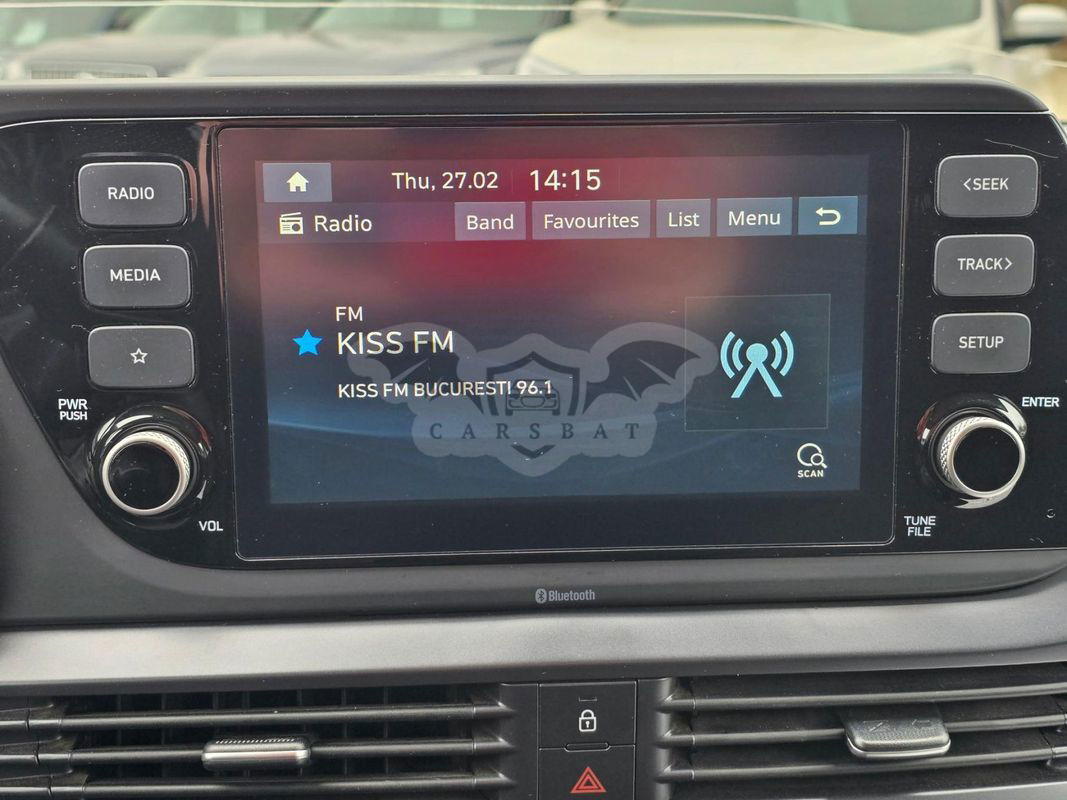 RADIO
MEDIA
PWR
PUSH
VOL
Thu, 27.02 14:15
Radio Band Favourites List Menu
FM
KISS FM
KISS FM BUCURESTI 96.1
CARSBAT
SCAN
<SEEK
TRACK>
SETUP
ENTER
TUNE
FILE
Bluetooth